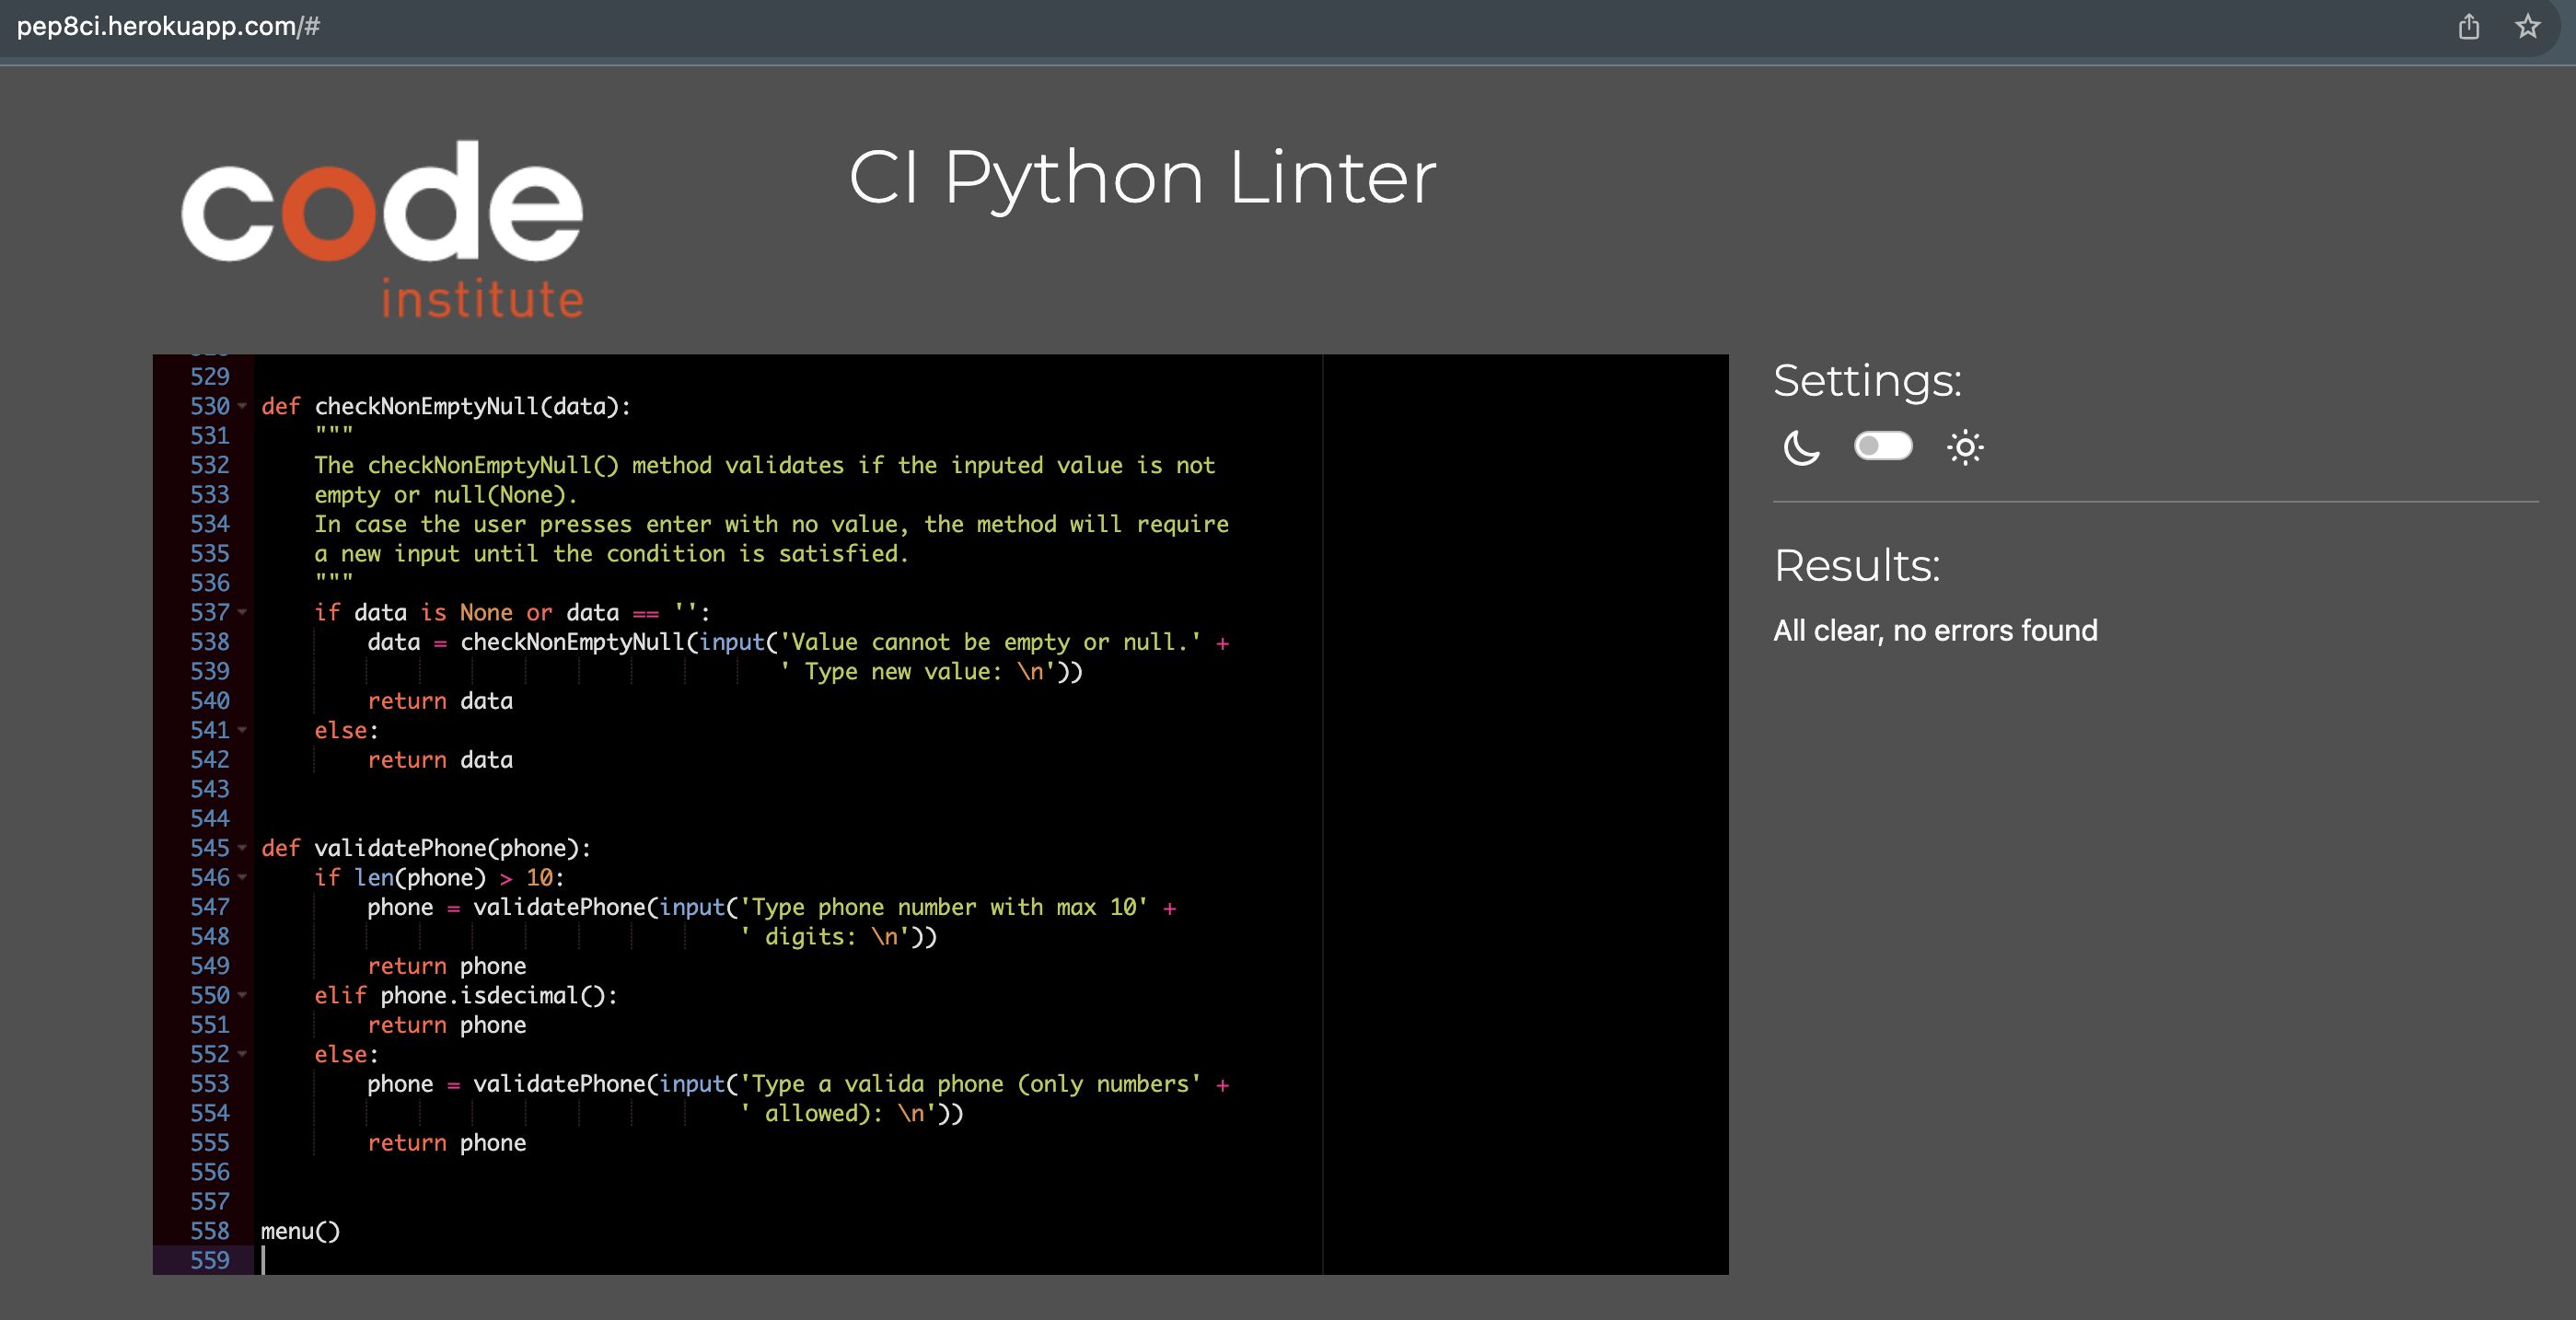 pep8ci.herokuapp.com/#
code
institute
CI Python Linter
529
530 def checkNonEmptyNull(data):
531     """
532     The checkNonEmptyNull() method validates if the inputed value is not
533     empty or null(None).
534     In case the user presses enter with no value, the method will require
535     a new input until the condition is satisfied.
536     """
537     if data is None or data == '':
538         data = checkNonEmptyNull(input('Value cannot be empty or null.' +
539                                        ' Type new value: \n'))
540         return data
541     else:
542         return data
543
544
545 def validatePhone(phone):
546     if len(phone) > 10:
547         phone = validatePhone(input('Type phone number with max 10' +
548                                     ' digits: \n'))
549         return phone
550     elif phone.isdecimal():
551         return phone
552     else:
553         phone = validatePhone(input('Type a valida phone (only numbers' +
554                                     ' allowed): \n'))
555         return phone
556
557
558 menu()
559
Settings:
Results:
All clear, no errors found